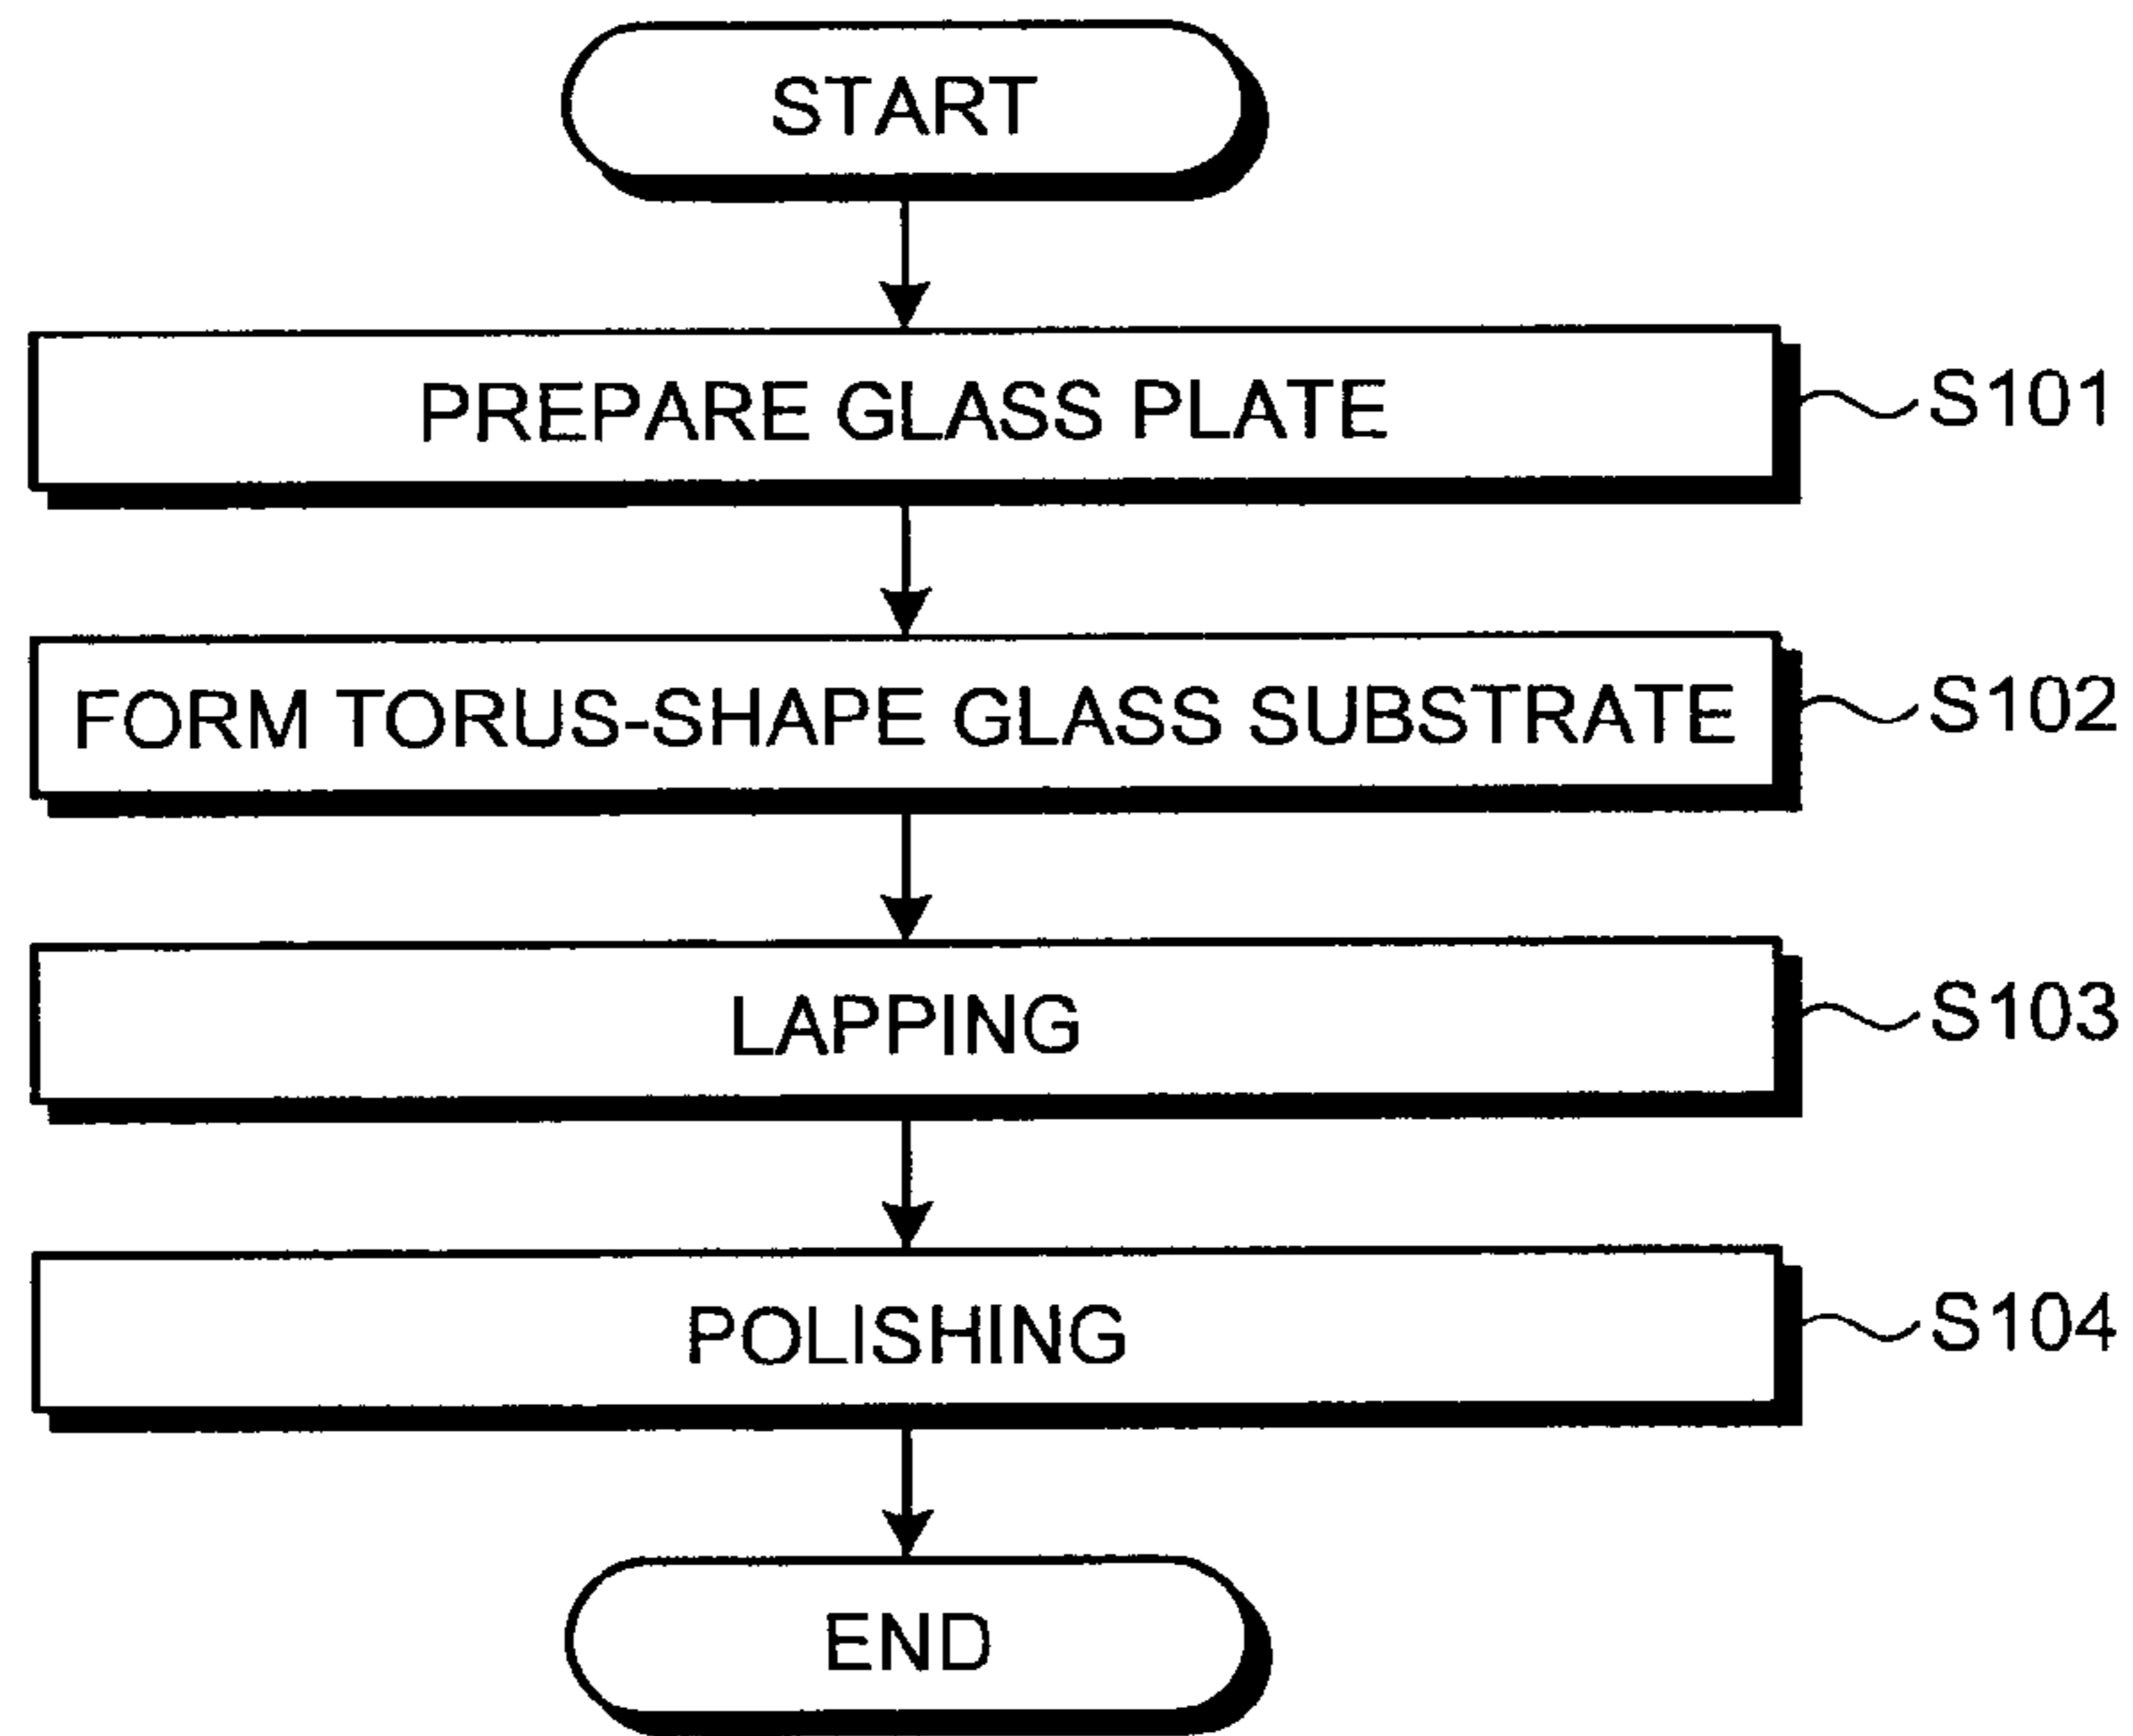 START
PREPARE GLASS PLATE
S101
FORM TORUS-SHAPE GLASS SUBSTRATE
S102
LAPPING
S103
POLISHING
S104
END